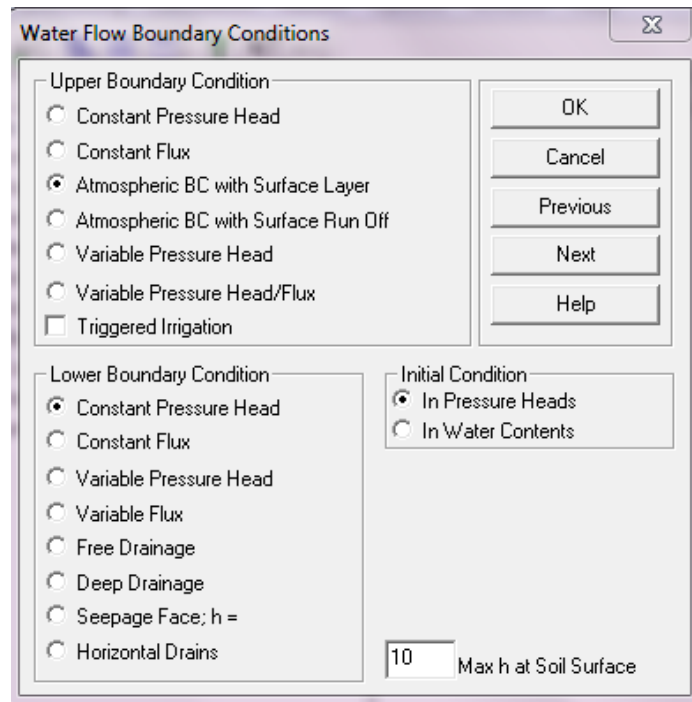 Water Flow Boundary Conditions
Upper Boundary Condition
Constant Pressure Head
Constant Flux
Atmospheric BC with Surface Layer
Atmospheric BC with Surface Run Off
Variable Pressure Head
Variable Pressure Head/Flux
Triggered Irrigation
OK
Cancel
Previous
Next
Help
Lower Boundary Condition
Constant Pressure Head
Constant Flux
Variable Pressure Head
Variable Flux
Free Drainage
Deep Drainage
Seepage Face; h =
Horizontal Drains
Initial Condition
In Pressure Heads
In Water Contents
10 Max h at Soil Surface